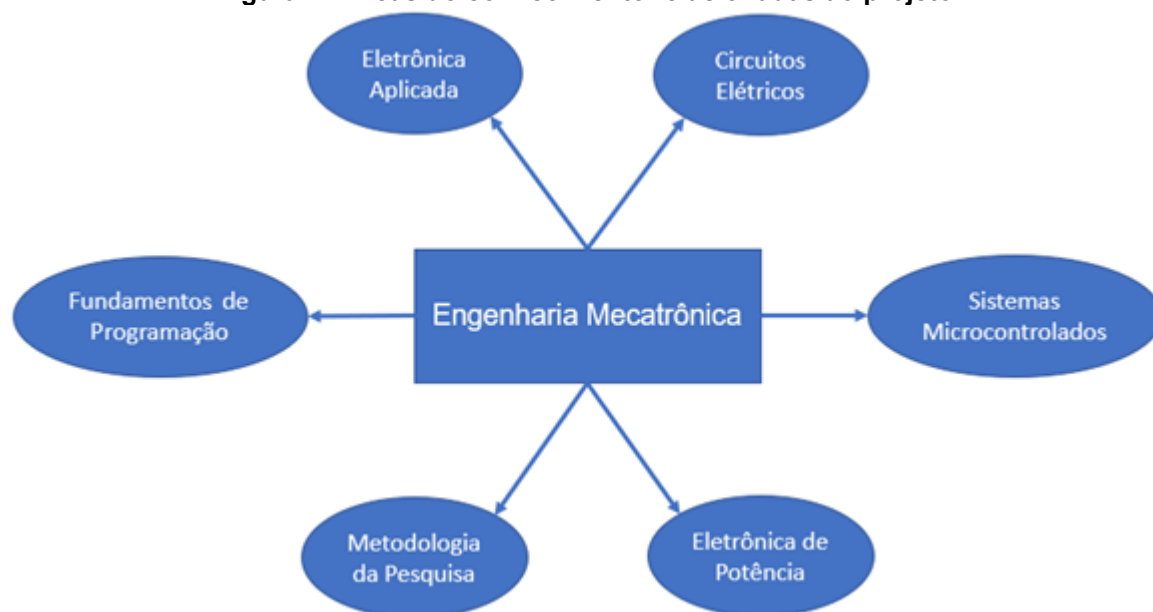 Eletrônica
Aplicada
Circuitos
Elétricos
Fundamentos de
Programação
Engenharia Mecatrônica
Sistemas
Microcontrolados
Metodologia
da Pesquisa
Eletrônica de
Potência